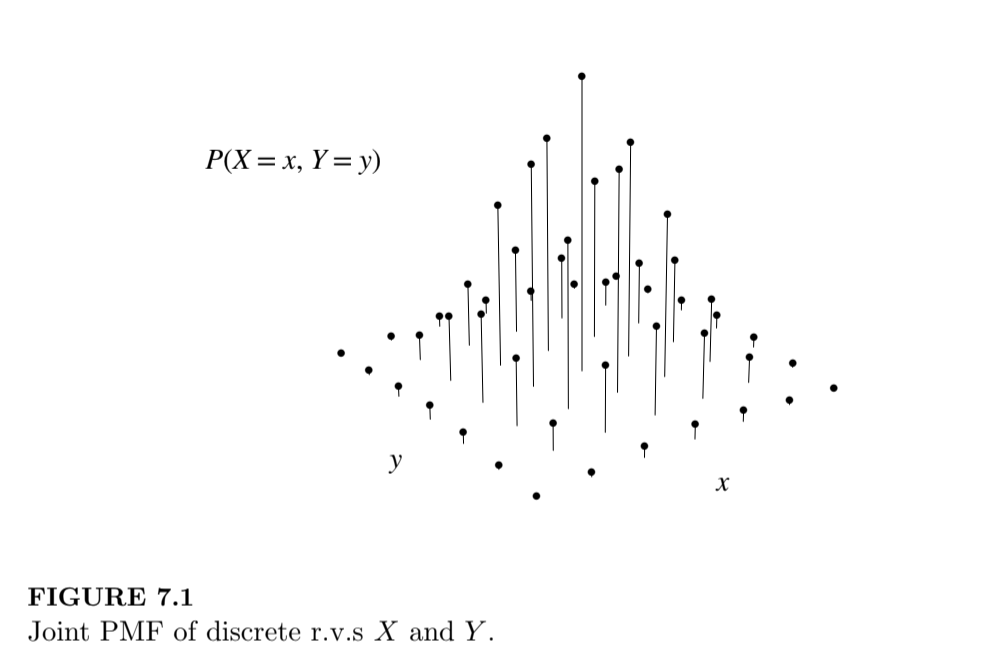 P(X = x, Y = y)
y
x
FIGURE 7.1
Joint PMF of discrete r.v.s X and Y.